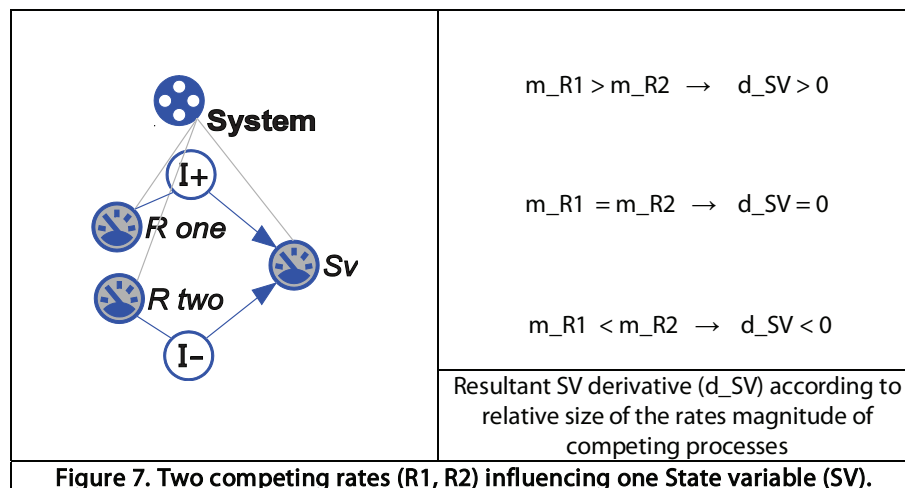 System
I+
R one
Sv
R two
I-
m_R1 > m_R2 → d_SV > 0
m_R1 = m_R2 → d_SV = 0
m_R1 < m_R2 → d_SV < 0
Resultant SV derivative (d_SV) according to
relative size of the rates magnitude of
competing processes
Figure 7. Two competing rates (R1, R2) influencing one State variable (SV).